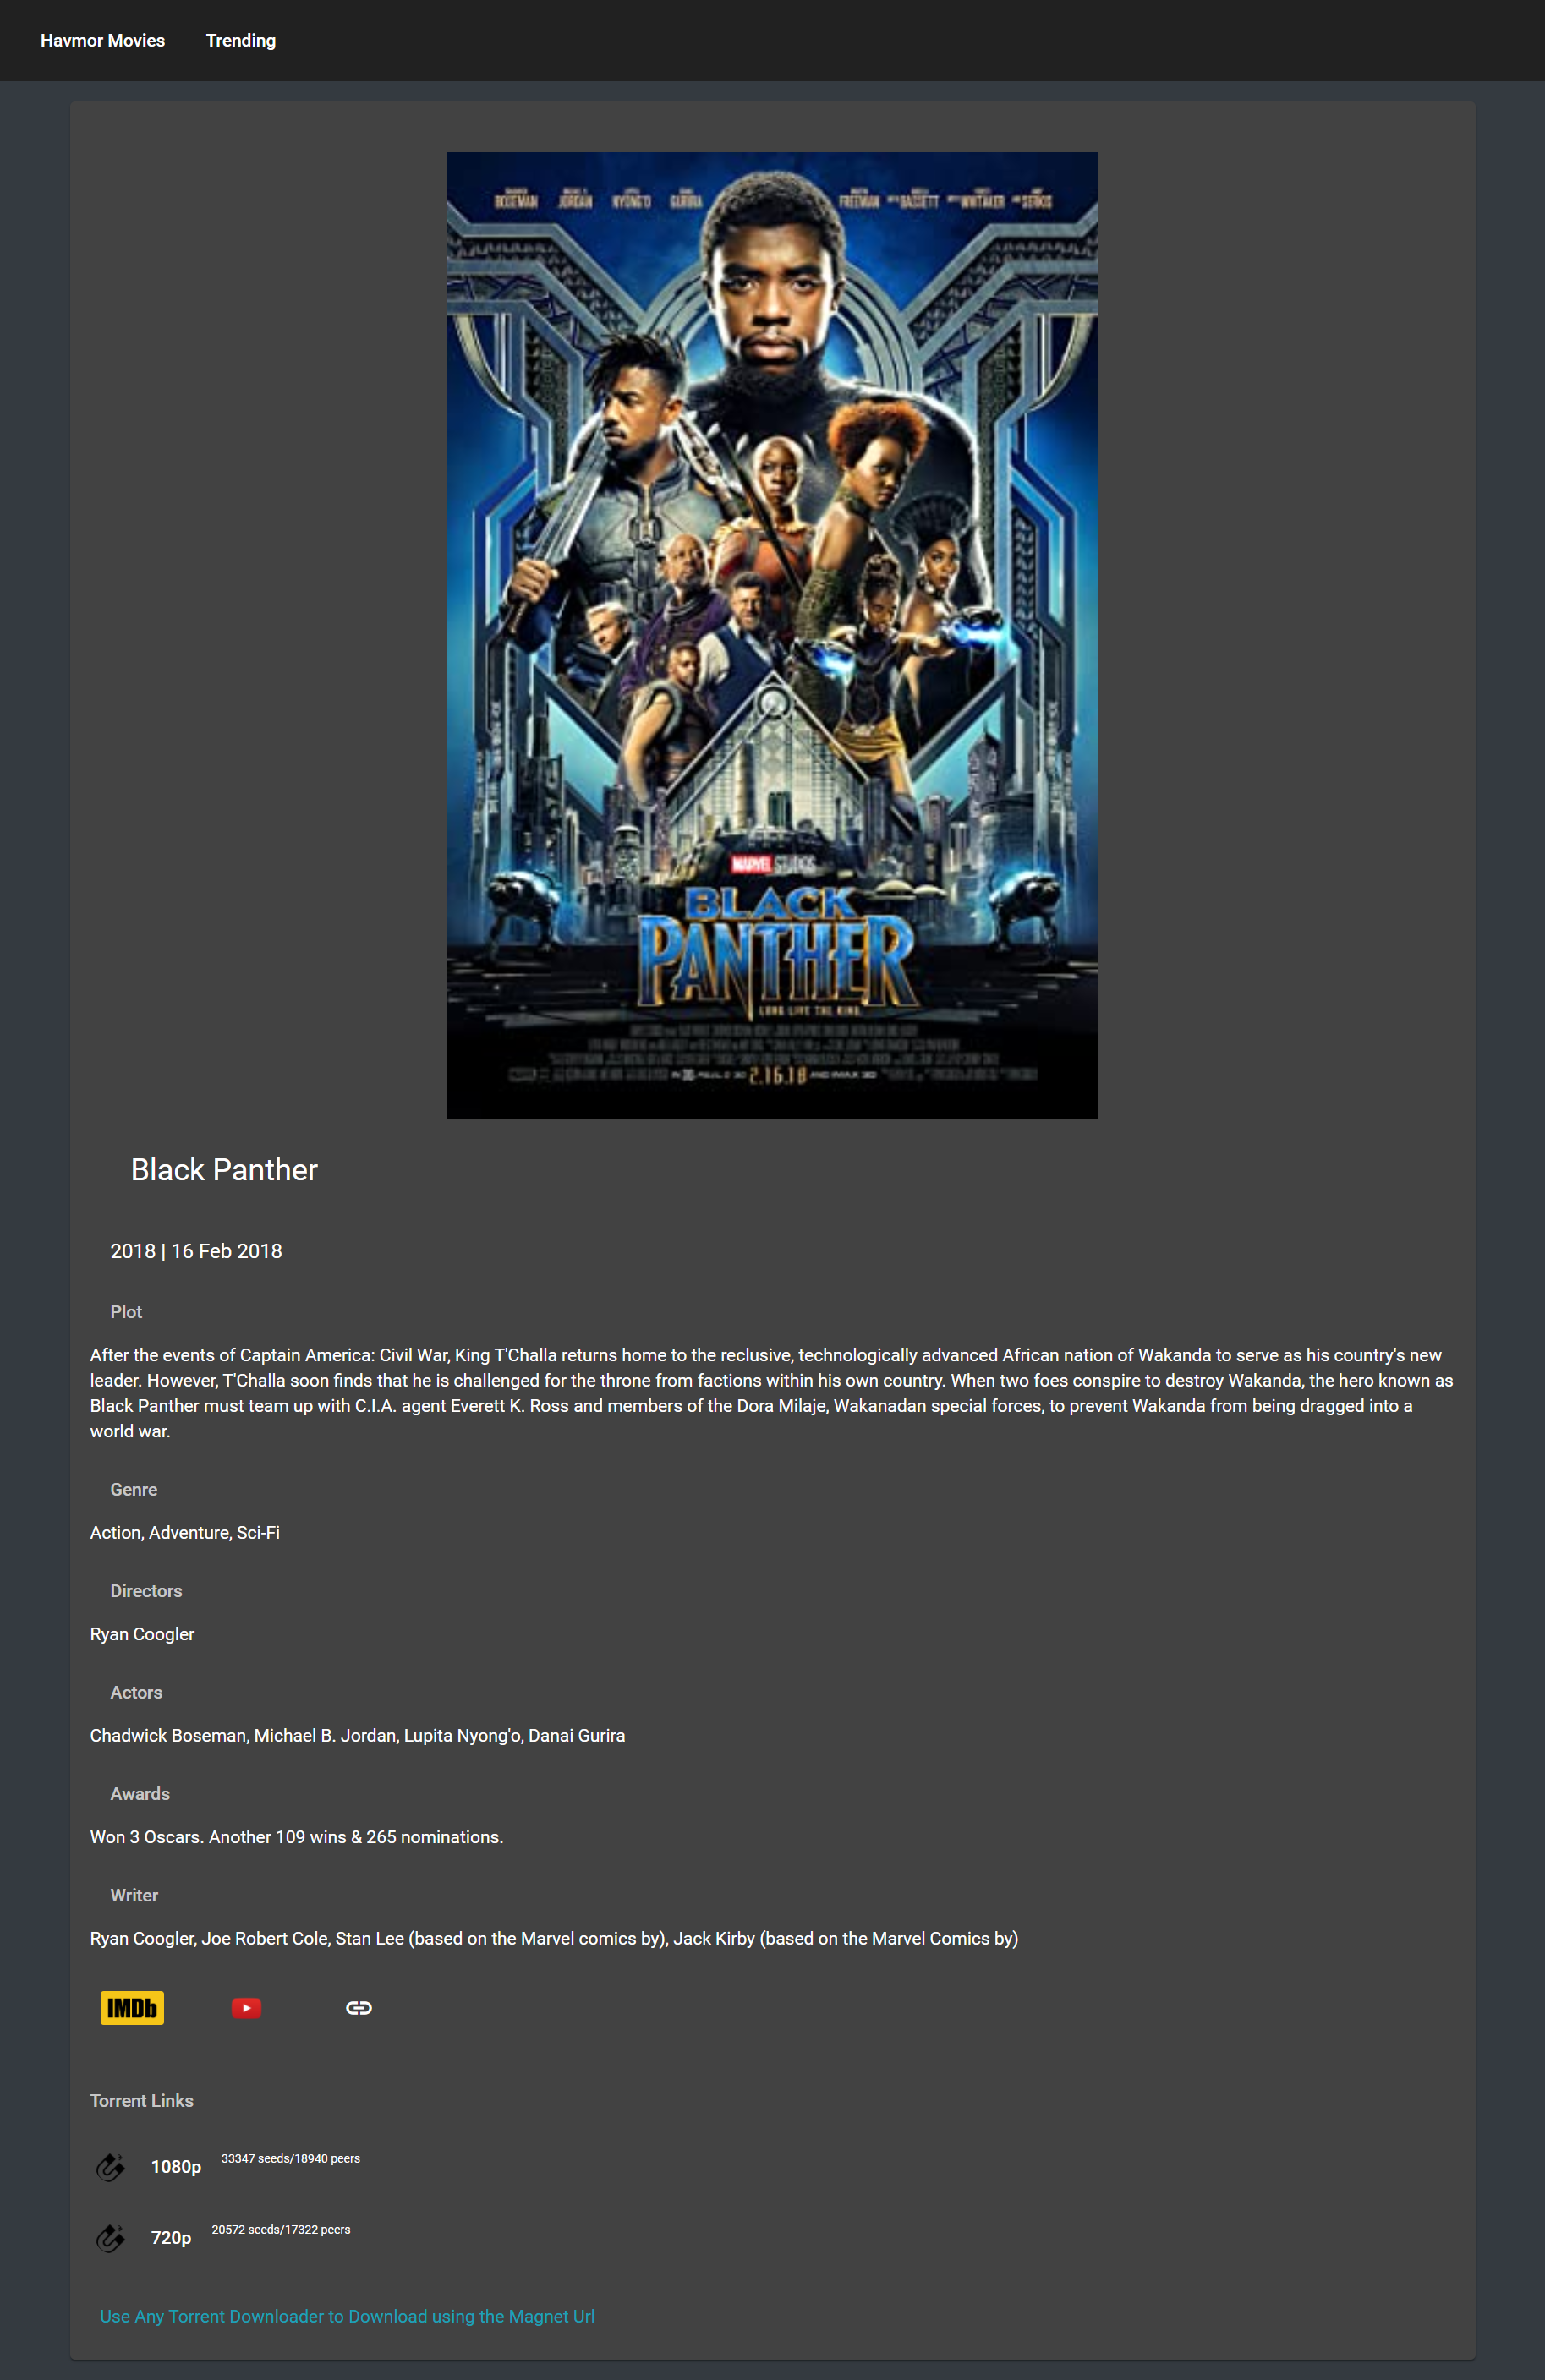 Havmor Movies Trending
BOSEMAN JORDAN NYONG'O GURIRA FREEMAN BASSETT WHITAKER SERKIS
MARVEL STUDIOS
BLACK
PANTHER
LONG LIVE THE KING
2.16.18 AND IMAX 3D
Black Panther
2018 | 16 Feb 2018
Plot
After the events of Captain America: Civil War, King T'Challa returns home to the reclusive, technologically advanced African nation of Wakanda to serve as his country's new
leader. However, T'Challa soon finds that he is challenged for the throne from factions within his own country. When two foes conspire to destroy Wakanda, the hero known as
Black Panther must team up with C.I.A. agent Everett K. Ross and members of the Dora Milaje, Wakanadan special forces, to prevent Wakanda from being dragged into a
world war.
Genre
Action, Adventure, Sci-Fi
Directors
Ryan Coogler
Actors
Chadwick Boseman, Michael B. Jordan, Lupita Nyong'o, Danai Gurira
Awards
Won 3 Oscars. Another 109 wins & 265 nominations.
Writer
Ryan Coogler, Joe Robert Cole, Stan Lee (based on the Marvel comics by), Jack Kirby (based on the Marvel Comics by)
IMDb
Torrent Links
1080p 33347 seeds/18940 peers
720p 20572 seeds/17322 peers
Use Any Torrent Downloader to Download using the Magnet Url